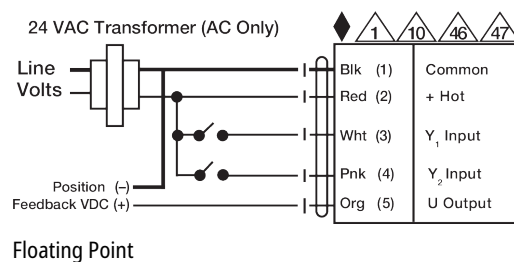 24 VAC Transformer (AC Only)
1 10 46 47
Line
Volts
Blk (1) Common
Red (2) + Hot
Wht (3) Y1 Input
Pnk (4) Y2 Input
Position (–)
Feedback VDC (+)
Org (5) U Output
Floating Point